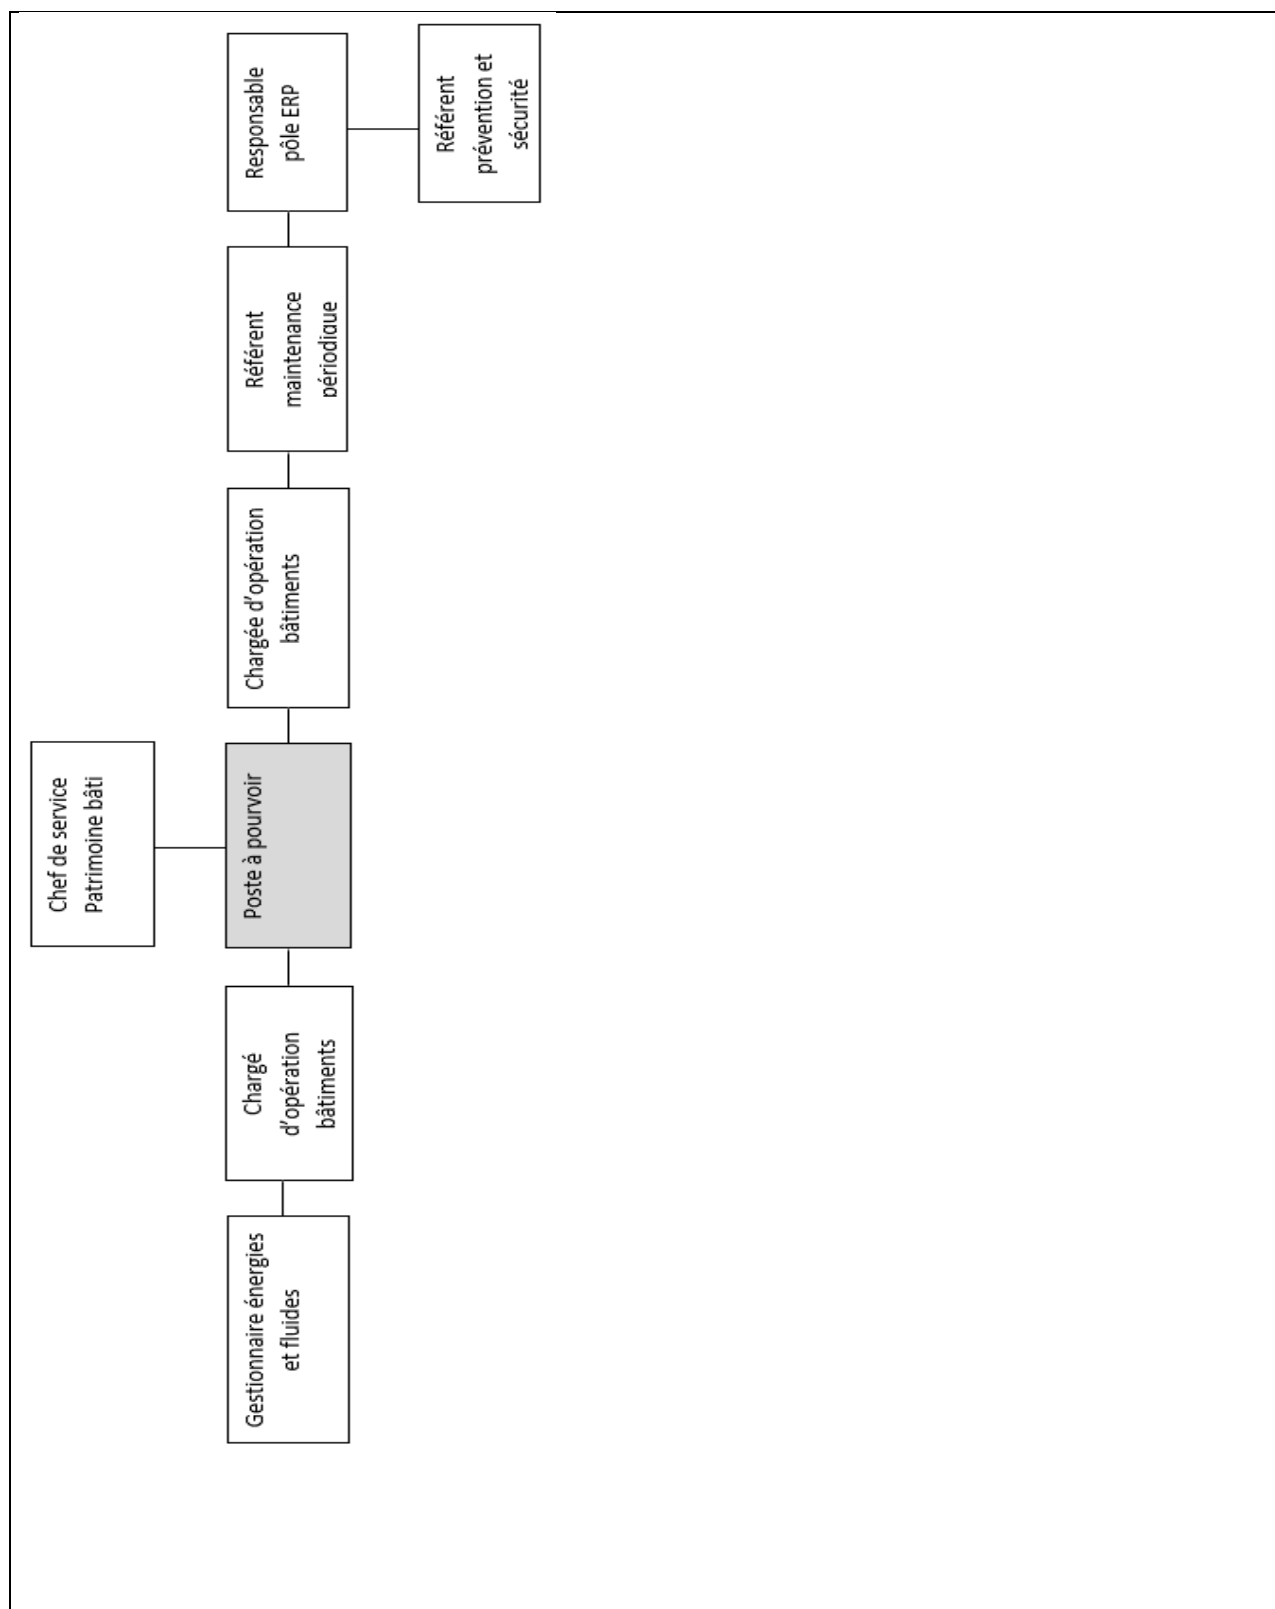 Chef de service
Patrimoine bâti
Gestionnaire énergies
et fluides
Chargé
d'opération
bâtiments
Poste à pourvoir
Chargée d'opération
bâtiments
Référent
maintenance
périodique
Responsable
pôle ERP
Référent
prévention et
sécurité